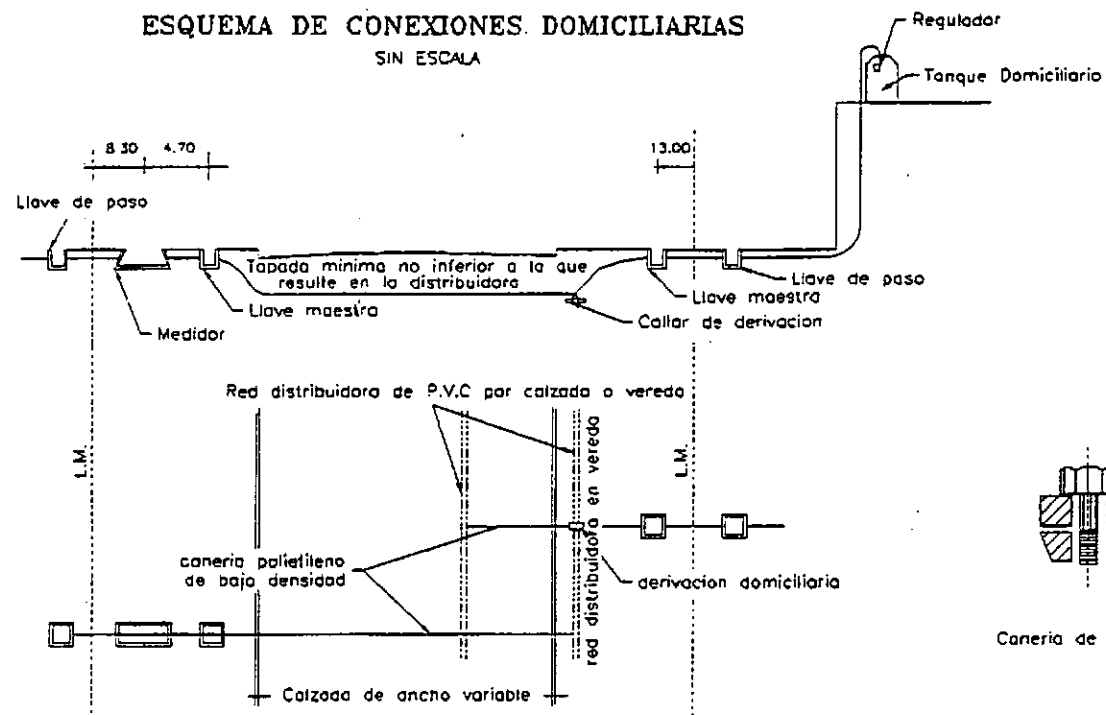 ESQUEMA DE CONEXIONES DOMICILIARIAS
SIN ESCALA
Regulador
Tanque Domiciliario
8.30 4.70
13.00
Llave de paso
Tapada minima no inferior a la que
resulte en la distribuidora
Llave maestra
Medidor
Llave de paso
Llave maestra
Collar de derivacion
Red distribuidora de P.V.C por calzada o vereda
L.M.
red distribuidora en vereda
L.M.
caneria polietileno
de baja densidad
derivacion domiciliaria
Caneria de
Calzada de ancho variable